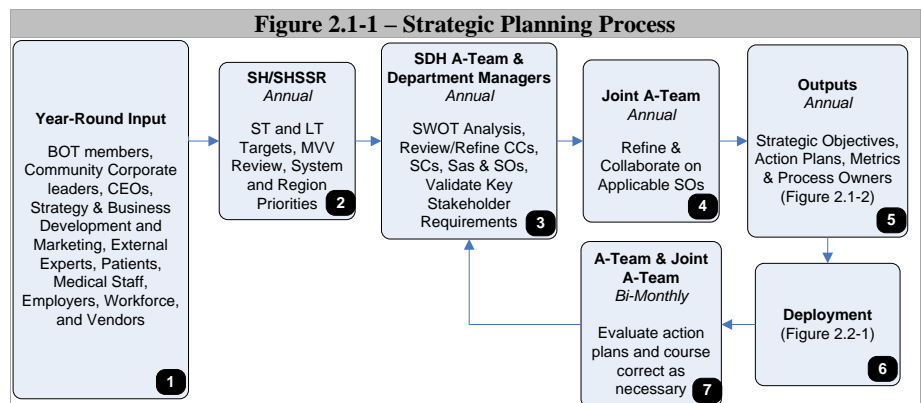 Figure 2.1-1 – Strategic Planning Process
Year-Round Input
BOT members,
Community Corporate
leaders, CEOs,
Strategy & Business
Development and
Marketing, External
Experts, Patients,
Medical Staff,
Employers, Workforce,
and Vendors
1
SH/SHSSR
Annual
ST and LT
Targets, MVV
Review, System
and Region
Priorities
2
SDH A-Team &
Department Managers
Annual
SWOT Analysis,
Review/Refine CCs,
SCs, Sas & SOs,
Validate Key
Stakeholder
Requirements
3
Joint A-Team
Annual
Refine &
Collaborate on
Applicable SOs
4
Outputs
Annual
Strategic Objectives,
Action Plans, Metrics
& Process Owners
(Figure 2.1-2)
5
Deployment
(Figure 2.2-1)
6
A-Team & Joint
A-Team
Bi-Monthly
Evaluate action
plans and course
correct as
necessary
7